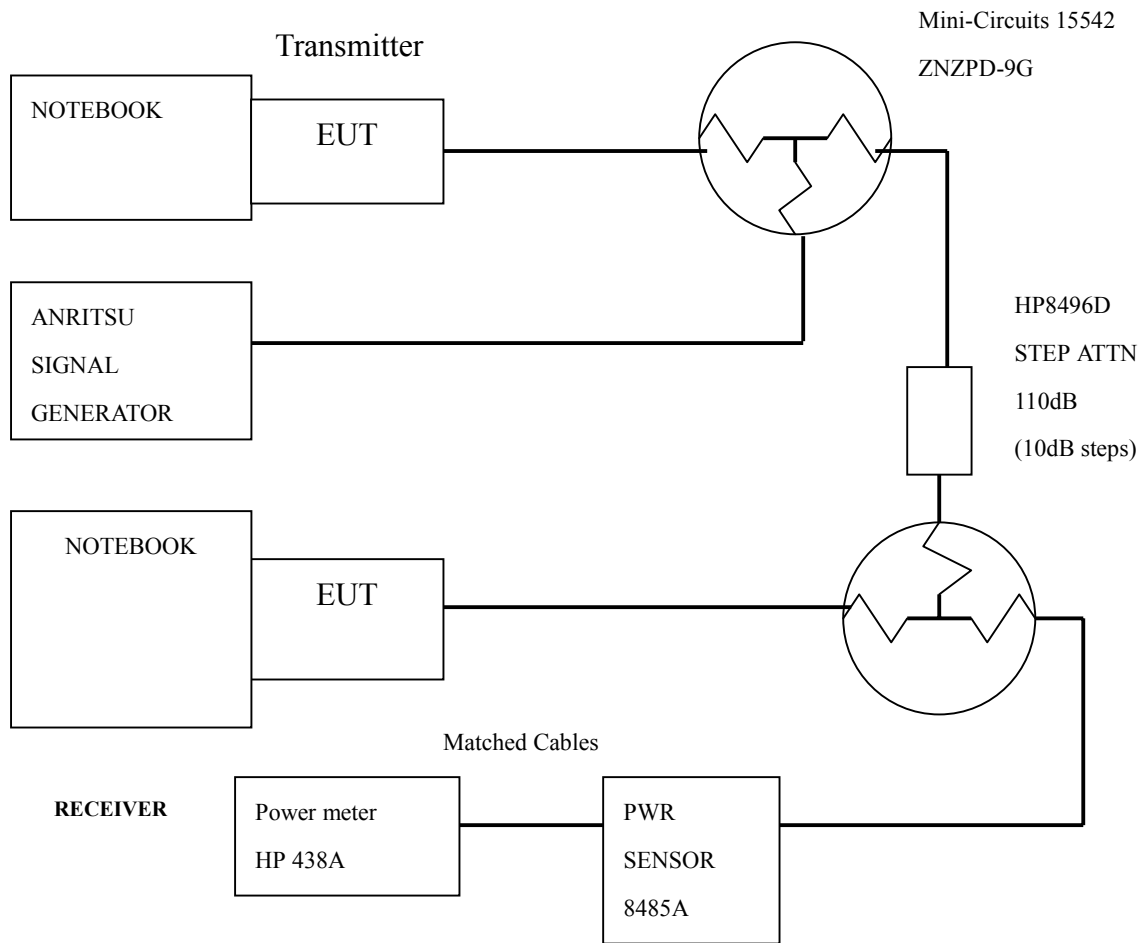 Mini-Circuits 15542
ZNZPD-9G
Transmitter
NOTEBOOK
EUT
ANRITSU
SIGNAL
GENERATOR
HP8496D
STEP ATTN
110dB
(10dB steps)
NOTEBOOK
EUT
Matched Cables
RECEIVER
Power meter
HP 438A
PWR
SENSOR
8485A